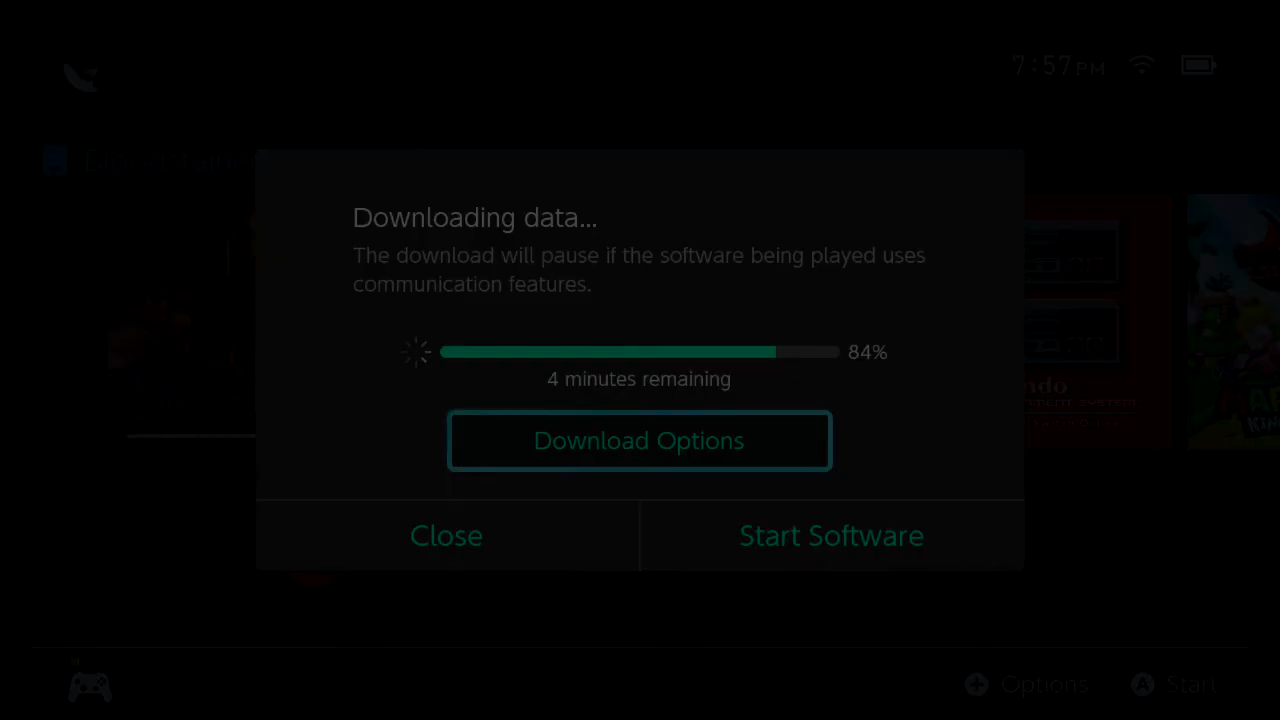 7:57 PM
Downloading data...
The download will pause if the software being played uses
communication features.
84%
4 minutes remaining
Download Options
Close
Start Software
Options
Start